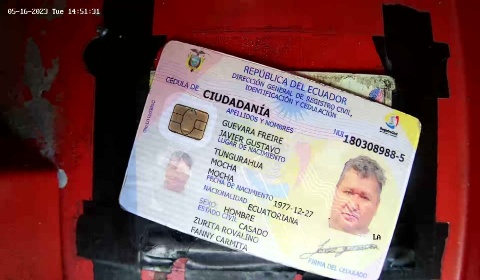 05-16-2023 Tue 14:51:31
REPÚBLICA DEL ECUADOR
DIRECCIÓN GENERAL DE REGISTRO CIVIL,
IDENTIFICACIÓN Y CEDULACIÓN
CÉDULA DE
CIUDADANÍA
APELLIDOS Y NOMBRES
GUEVARA FREIRE
JAVIER GUSTAVO
LUGAR DE NACIMIENTO
TUNGURAHUA
MOCHA
MOCHA
FECHA DE NACIMIENTO 1977-12-27
NACIONALIDAD ECUATORIANA
SEXO HOMBRE
ESTADO CIVIL CASADO
ZURITA ROVALINO
FANNY CARMITA
NUI 180308988-5
FIRMA DEL CEDULADO